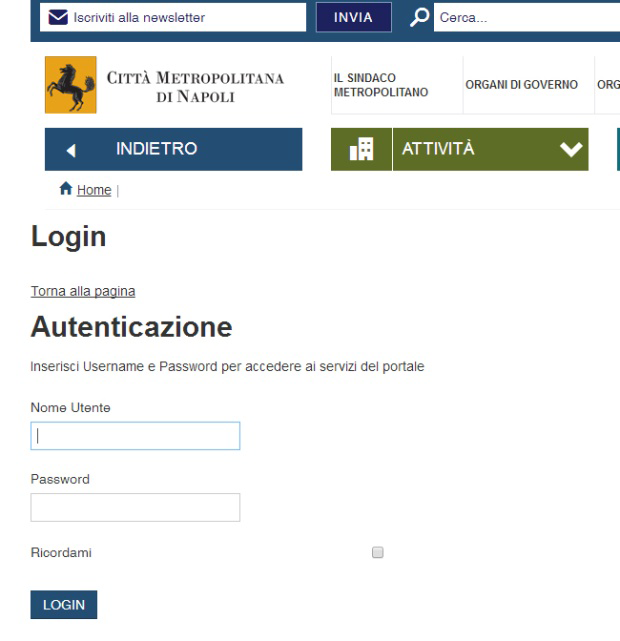 Iscriviti alla newsletter INVIA Cerca...
CITTÀ METROPOLITANA
DI NAPOLI
IL SINDACO
METROPOLITANO
ORGANI DI GOVERNO
ORG
INDIETRO
ATTIVITÀ
Home |
Login
Torna alla pagina
Autenticazione
Inserisci Username e Password per accedere ai servizi del portale
Nome Utente
Password
Ricordami
LOGIN